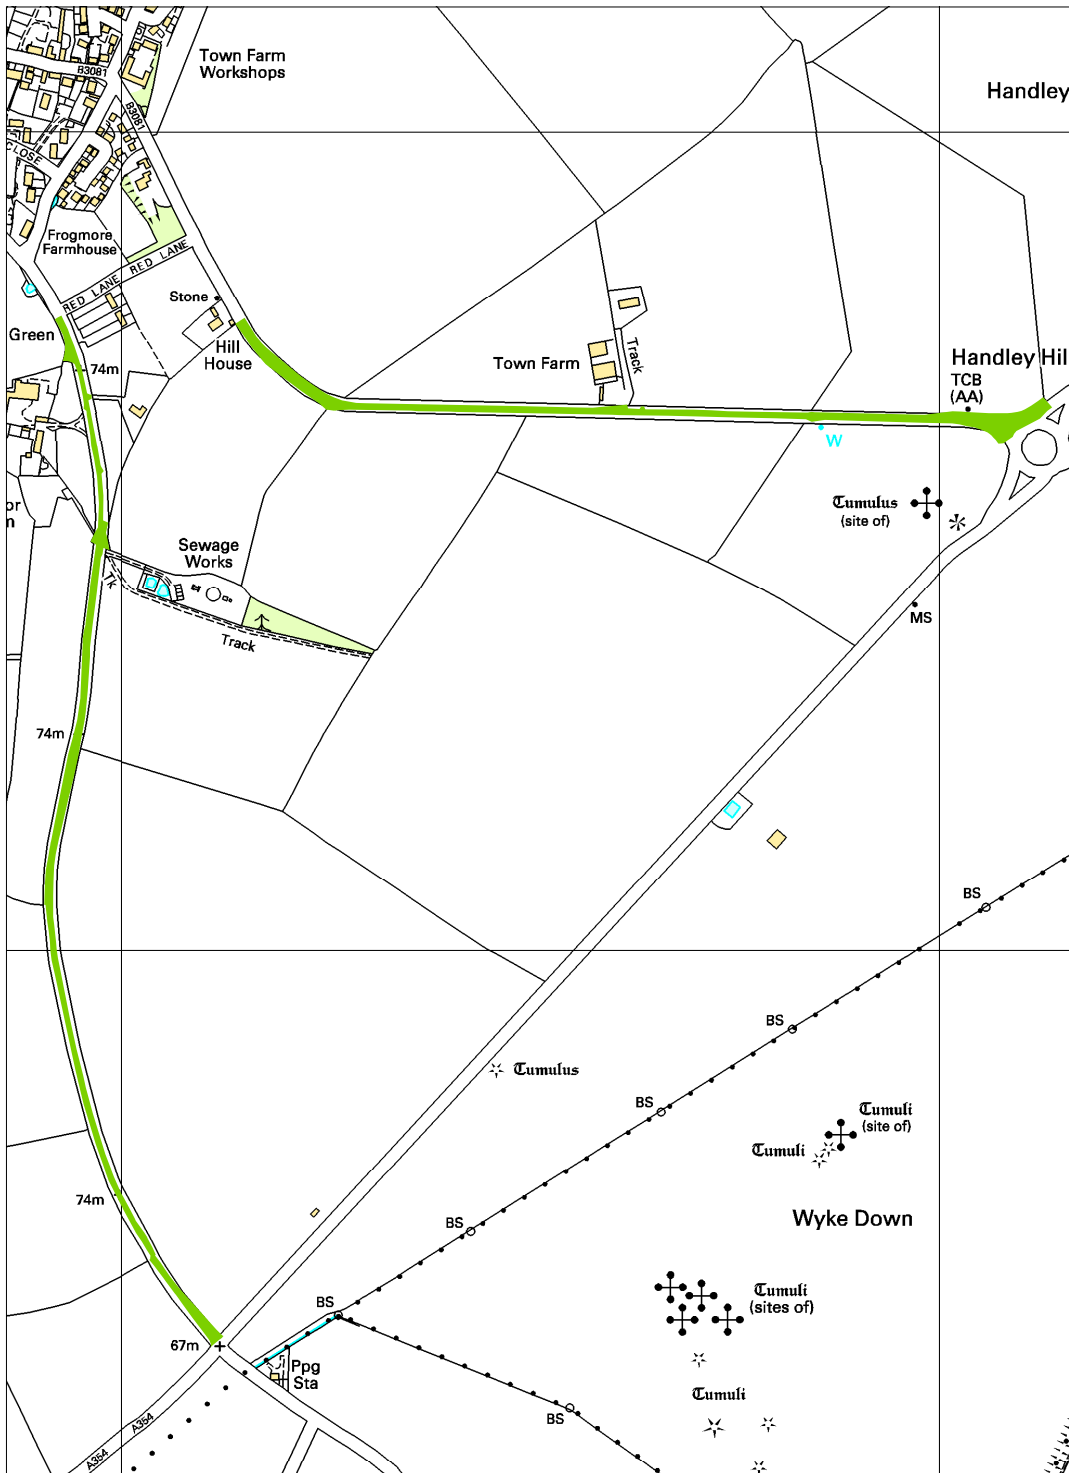 Town Farm
Workshops
B3081
B3081
Handley
CLOSE
Frogmore
Farmhouse
RED LANE
RED LANE
Stone
Hill
House
Green
74m
Town Farm
Track
Handley Hil
TCB
(AA)
W
Tumulus
(site of)
or
n
Sewage
Works
Tk
Track
MS
74m
BS
BS
Tumulus
BS
Tumuli
(site of)
Tumuli
74m
BS
Wyke Down
BS
Tumuli
(sites of)
67m
Ppg
Sta
Tumuli
BS
A354
A354